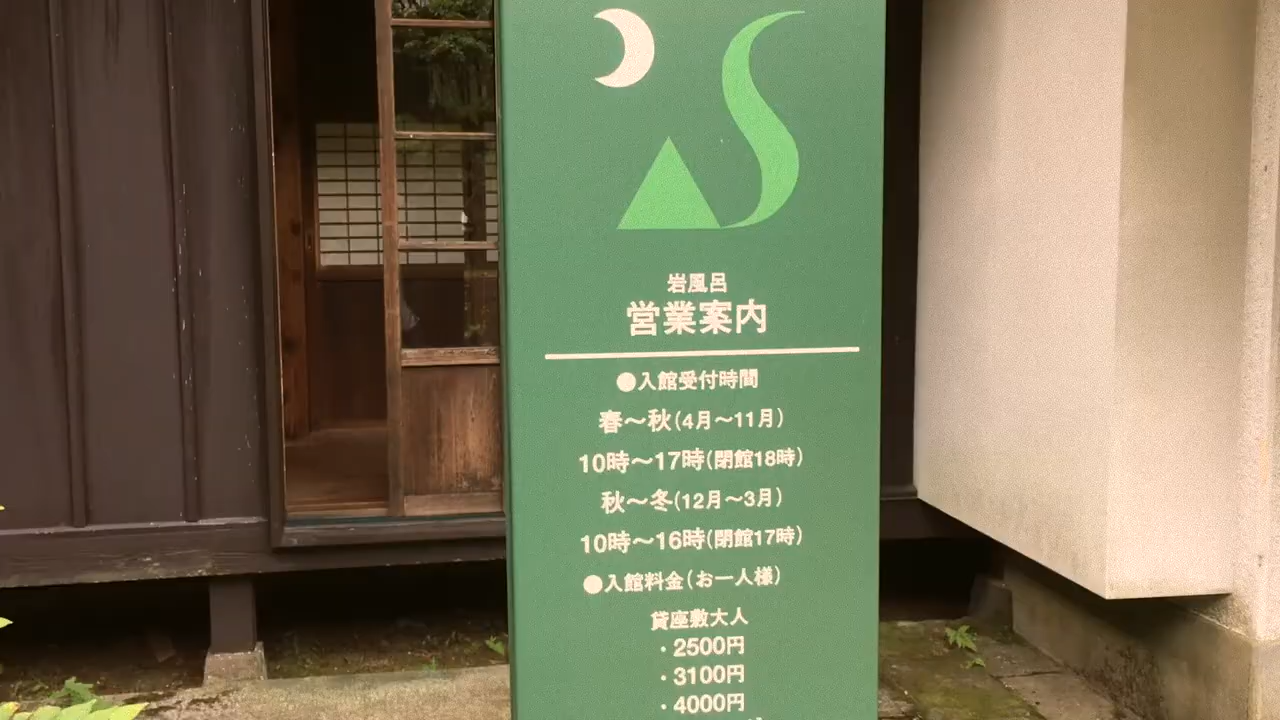 岩風呂
営業案内
●入館受付時間
春～秋(4月～11月)
10時～17時(閉館18時)
秋～冬(12月～3月)
10時～16時(閉館17時)
●入館料金(お一人様)
貸座敷大人
・2500円
・3100円
・4000円